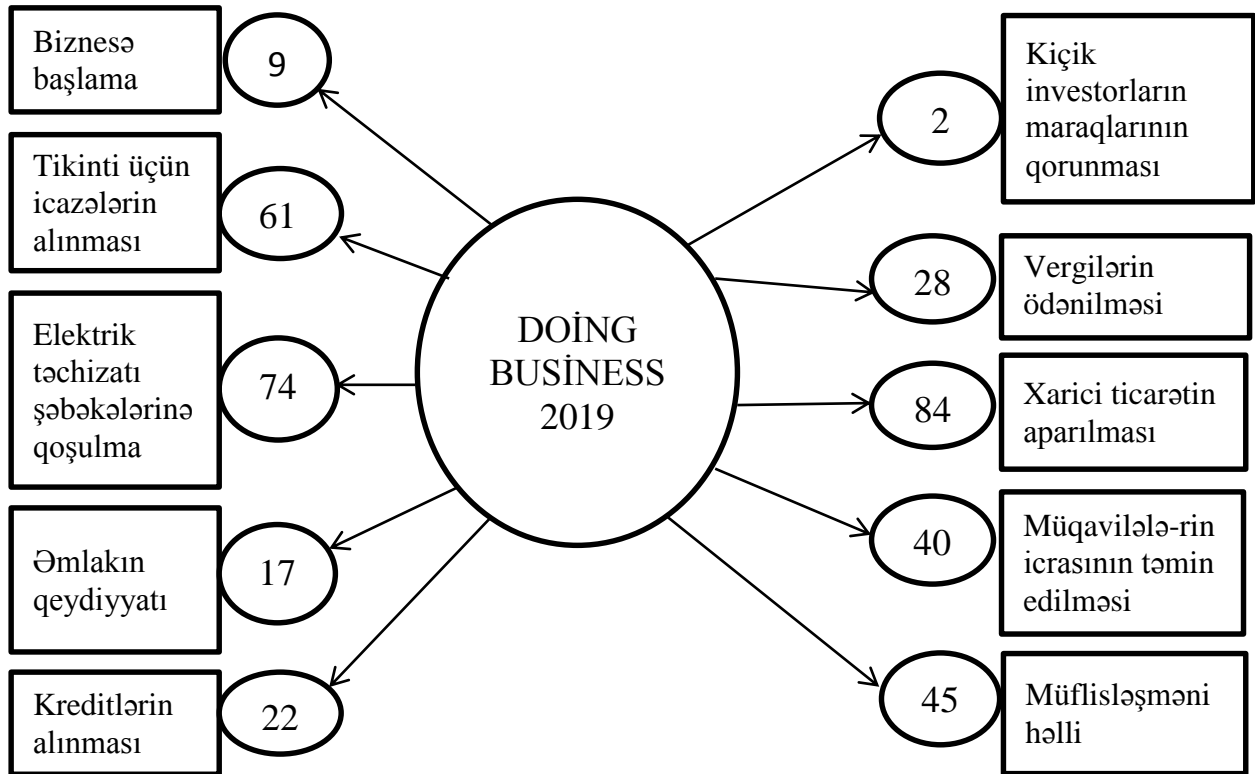 Biznesə
başlama
9
Tikinti üçün
icazələrin
alınması
61
Elektrik
təchizatı
şəbəkələrinə
qoşulma
74
Əmlakın
qeydiyyatı
17
Kreditlərin
alınması
22
DOİNG
BUSİNESS
2019
2
Kiçik
investorların
maraqlarının
qorunması
28
Vergilərin
ödənilməsi
84
Xarici ticarətin
aparılması
40
Müqavilələ-rin
icrasının təmin
edilməsi
45
Müflisləşməni
həlli